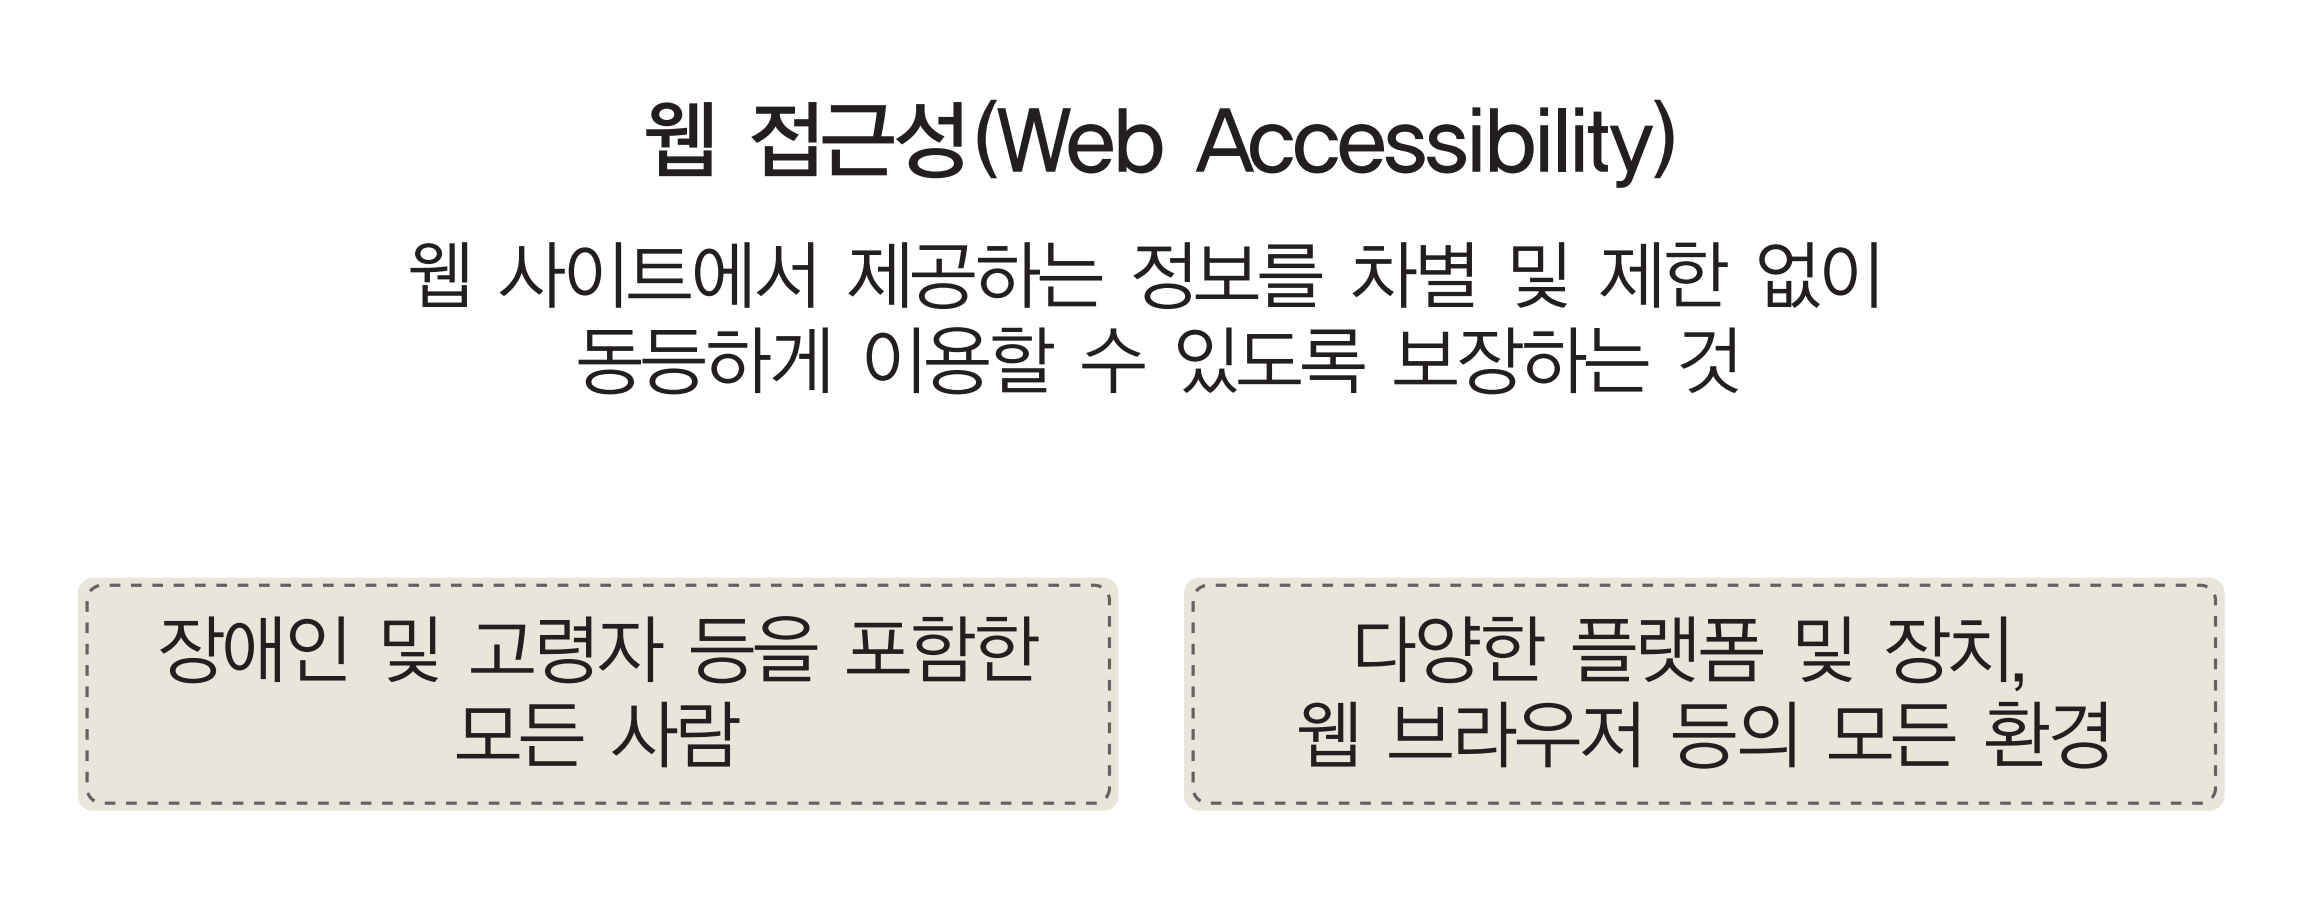 웹 접근성(Web Accessibility)
웹 사이트에서 제공하는 정보를 차별 및 제한 없이
동등하게 이용할 수 있도록 보장하는 것
장애인 및 고령자 등을 포함한
모든 사람
다양한 플랫폼 및 장치,
웹 브라우저 등의 모든 환경